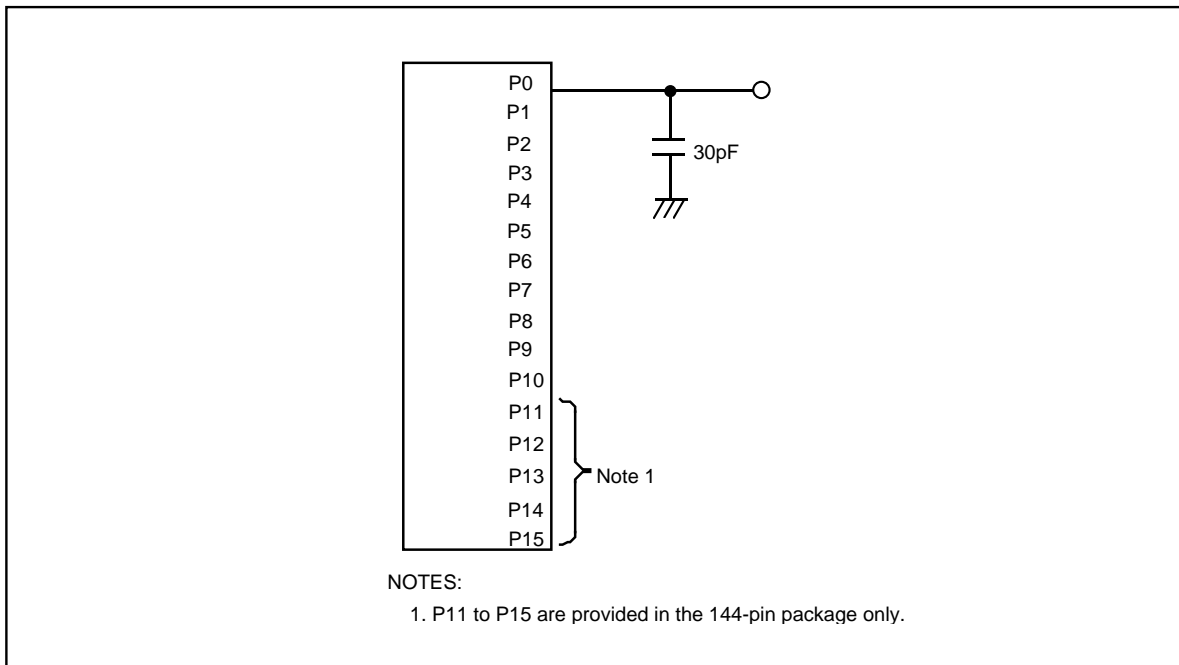 P0
P1
P2
P3
P4
P5
P6
P7
P8
P9
P10
P11
P12
P13
P14
P15
30pF
Note 1
NOTES:
1. P11 to P15 are provided in the 144-pin package only.